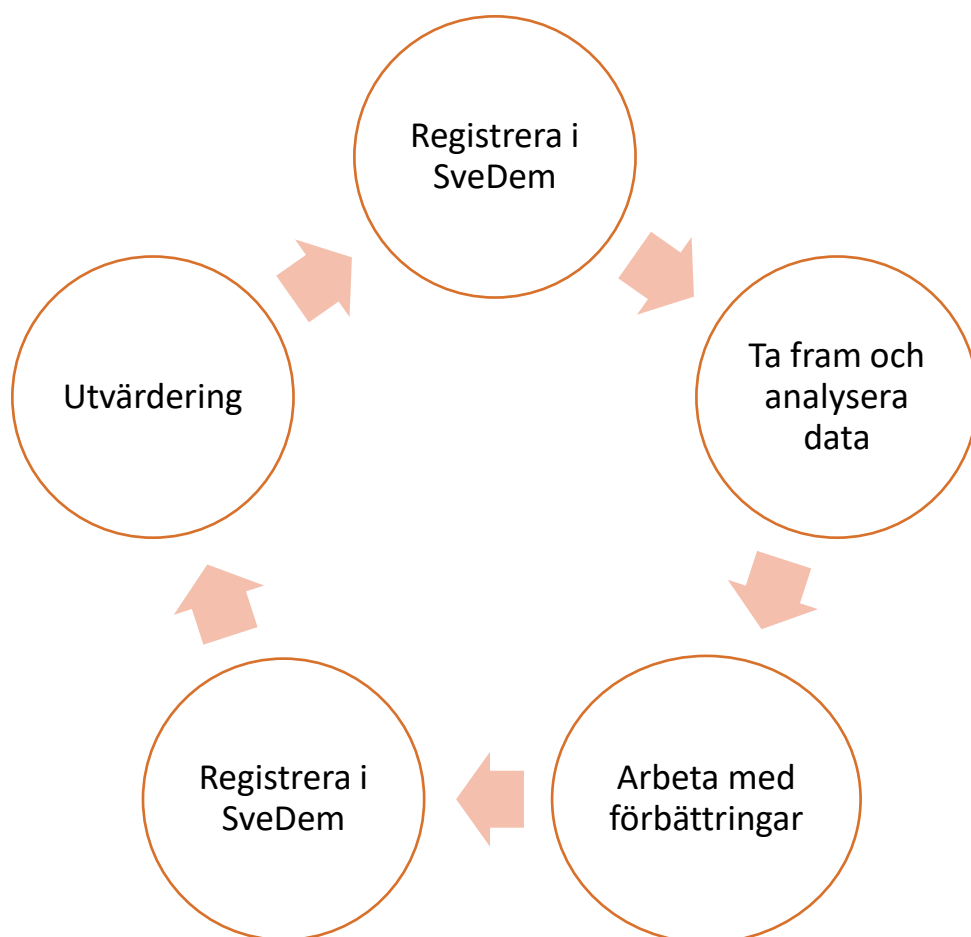 Registrera i
SveDem
Ta fram och
analysera
data
Arbeta med
förbättringar
Registrera i
SveDem
Utvärdering